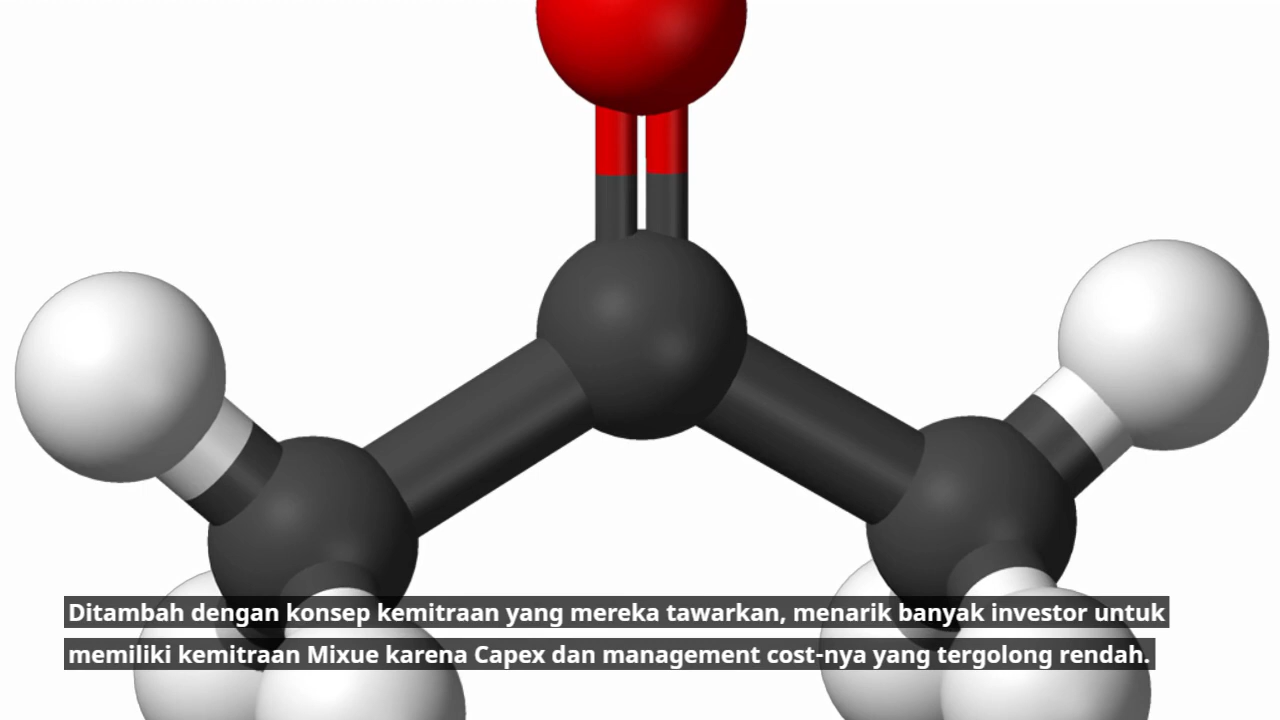 Ditambah dengan konsep kemitraan yang mereka tawarkan, menarik banyak investor untuk
memiliki kemitraan Mixue karena Capex dan management cost-nya yang tergolong rendah.